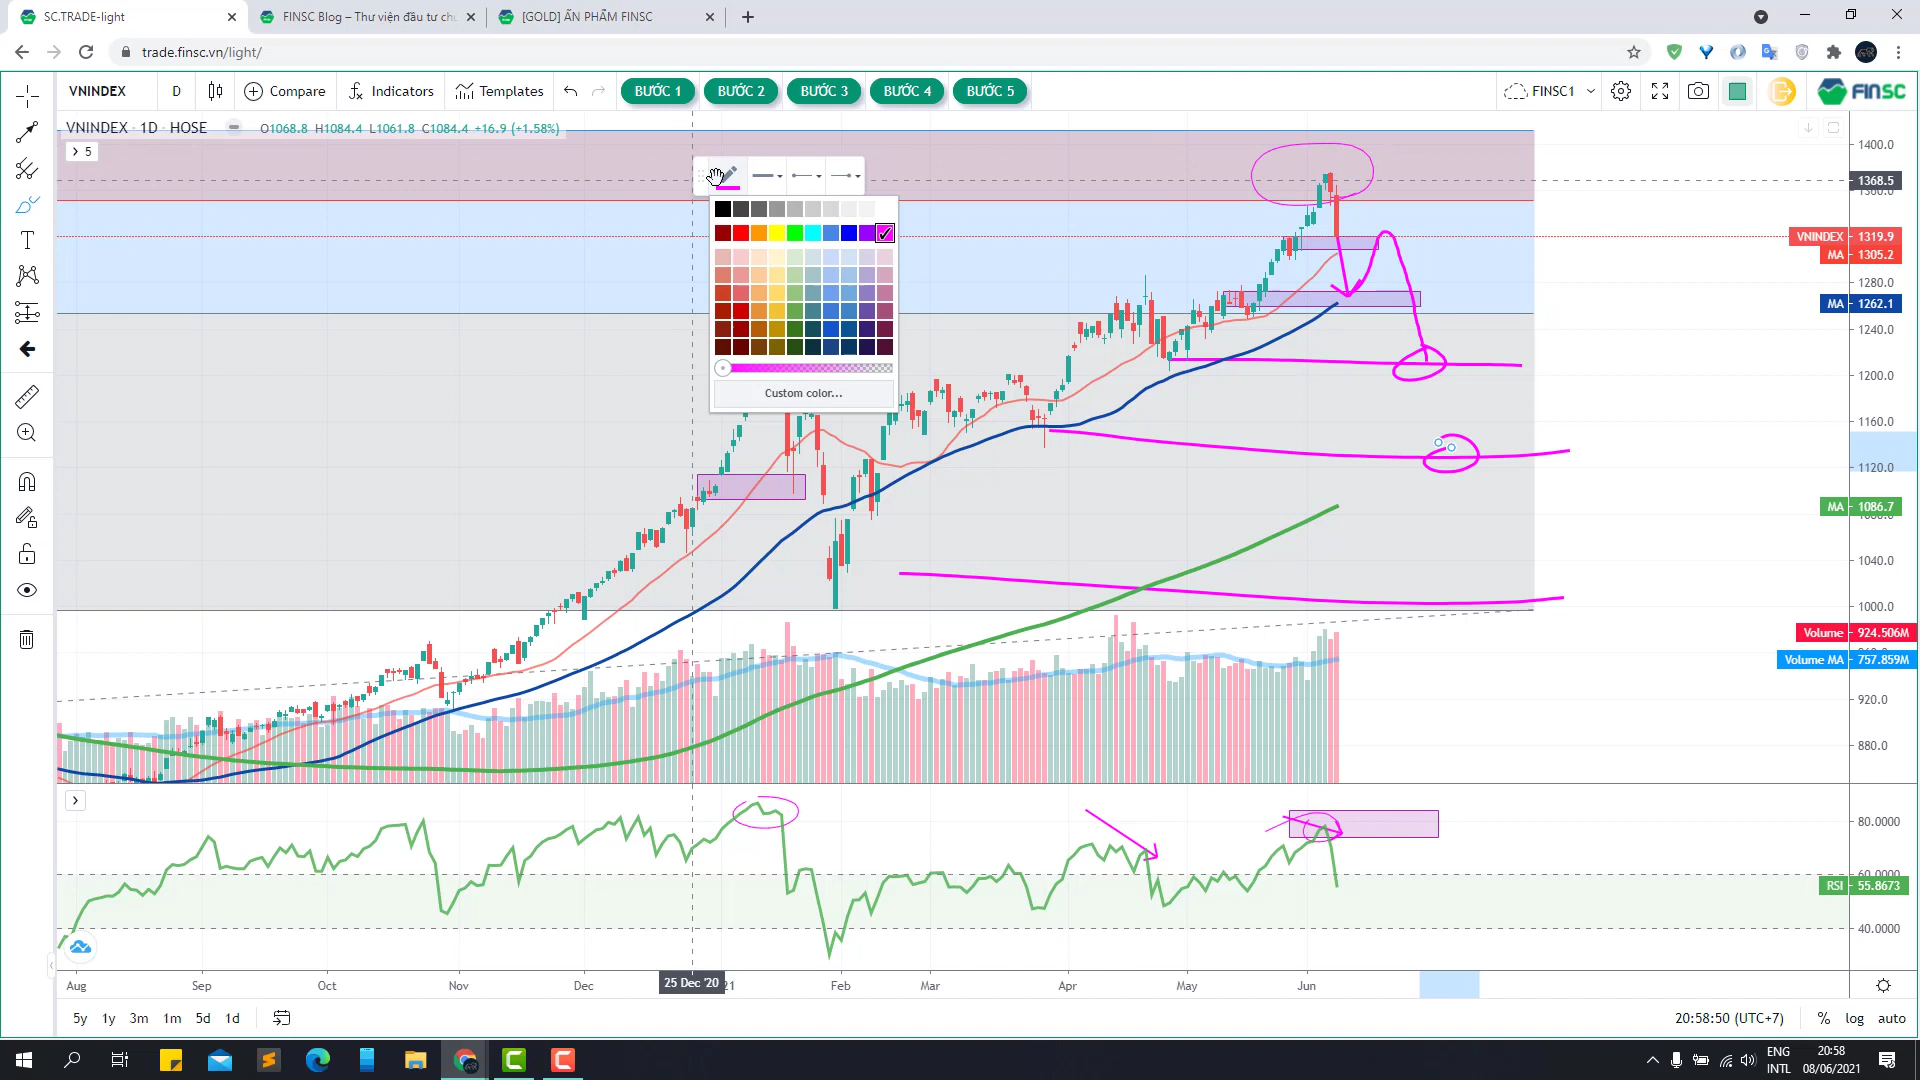 SC.TRADE-light
FINSC Blog – Thư viện đầu tư chu
[GOLD] ẤN PHẨM FINSC
trade.finsc.vn/light/
VNINDEX
D
Compare
Indicators
Templates
BƯỚC 1
BƯỚC 2
BƯỚC 3
BƯỚC 4
BƯỚC 5
FINSC1
FINSC
VNINDEX · 1D · HOSE
O1068.8 H1084.4 L1061.8 C1084.4 +16.9 (+1.58%)
5
Custom color...
1400.0
1368.5
VNINDEX 1319.9
MA 1305.2
1280.0
MA 1262.1
1240.0
1200.0
1160.0
1120.0
MA 1086.7
1040.0
1000.0
Volume 924.506M
Volume MA 757.859M
920.0
880.0
80.0000
60.0000
RSI 55.8673
40.0000
Aug
Sep
Oct
Nov
Dec
25 Dec '20
21
Feb
Mar
Apr
May
Jun
5y 1y 3m 1m 5d 1d
20:58:50 (UTC+7)
% log auto
ENG
INTL
20:58
08/06/2021